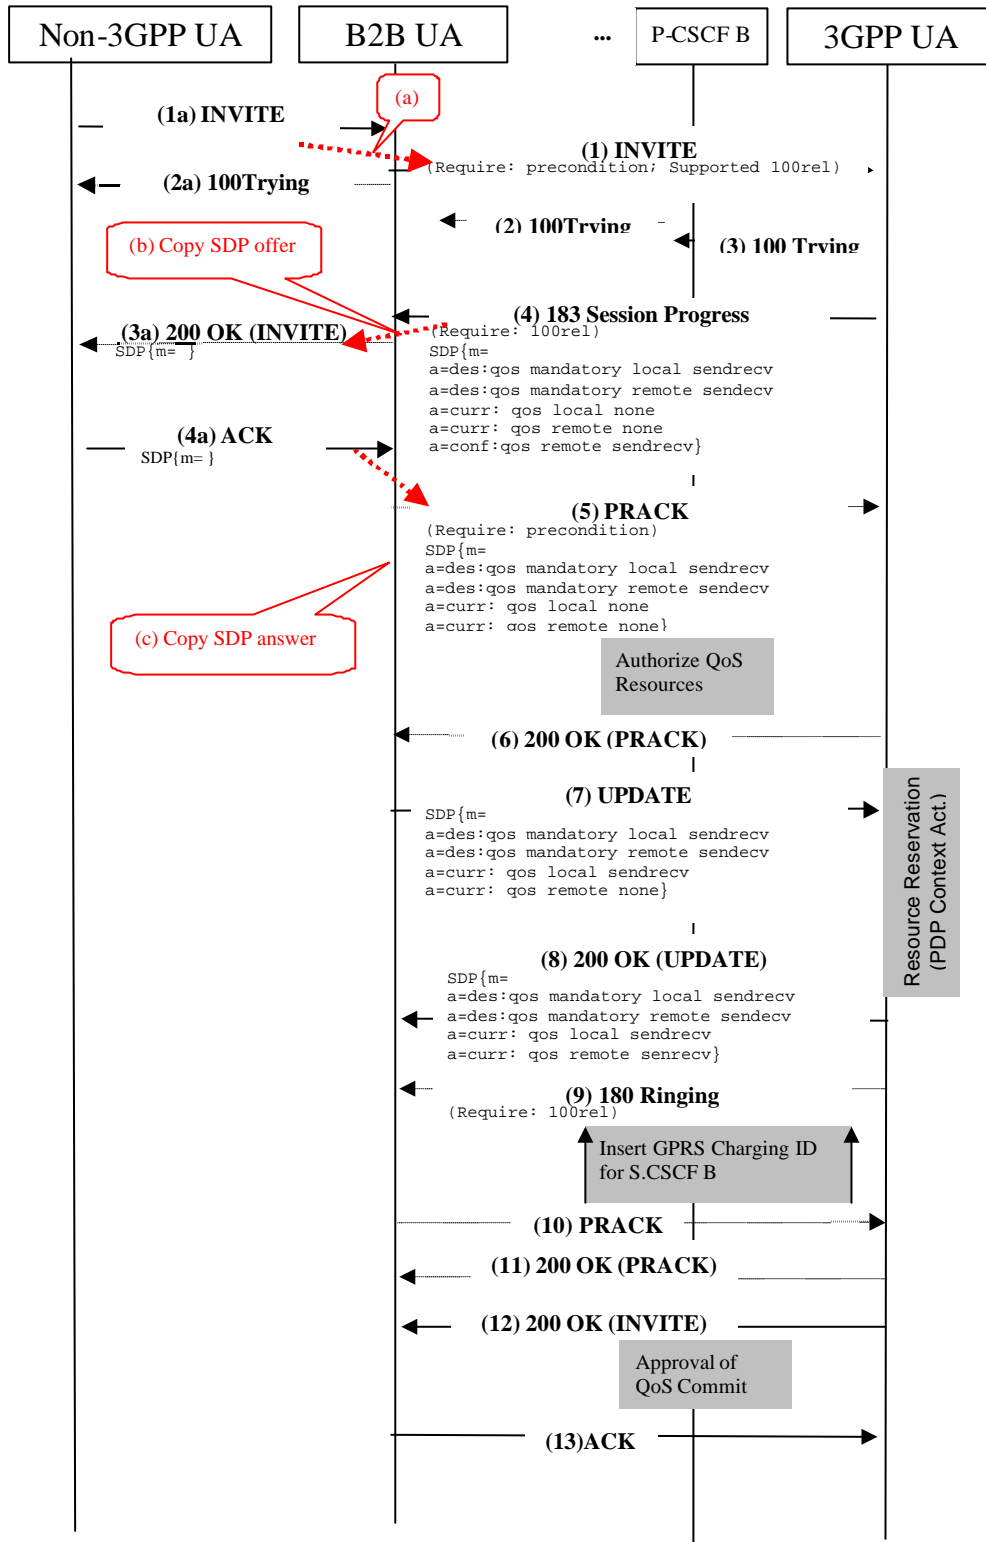 Non-3GPP UA
B2B UA
...
P-CSCF B
3GPP UA
(a)
(1a) INVITE
(1) INVITE
(Require: precondition; Supported 100rel)
(2a) 100Trying
(2) 100Trying
(3) 100 Trying
(b) Copy SDP offer
(4) 183 Session Progress
(Require: 100rel)
SDP{m=
a=des:qos mandatory local sendrecv
a=des:qos mandatory remote sendrecv
a=curr: qos local none
a=curr: qos remote none
a=conf:qos remote sendrecv}
(3a) 200 OK (INVITE)
SDP{m= }
(4a) ACK
SDP{m= }
(5) PRACK
(Require: precondition)
SDP{m=
a=des:qos mandatory local sendrecv
a=des:qos mandatory remote sendecv
a=curr: qos local none
a=curr: qos remote none}
(c) Copy SDP answer
Authorize QoS
Resources
(6) 200 OK (PRACK)
(7) UPDATE
SDP{m=
a=des:qos mandatory local sendrecv
a=des:qos mandatory remote sendecv
a=curr: qos local sendrecv
a=curr: qos remote none}
Resource Reservation
(PDP Context Act.)
(8) 200 OK (UPDATE)
SDP{m=
a=des:qos mandatory local sendrecv
a=des:qos mandatory remote sendecv
a=curr: qos local sendrecv
a=curr: qos remote senrecv}
(9) 180 Ringing
(Require: 100rel)
Insert GPRS Charging ID
for S.CSCF B
(10) PRACK
(11) 200 OK (PRACK)
(12) 200 OK (INVITE)
Approval of
QoS Commit
(13)ACK